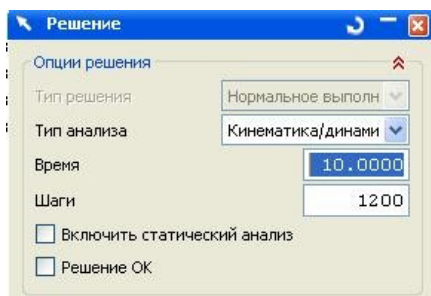 Решение
Опции решения
Тип решения Нормальное выполн
Тип анализа Кинематика/динами
Время 10.0000
Шаги 1200
Включить статический анализ
Решение ОК